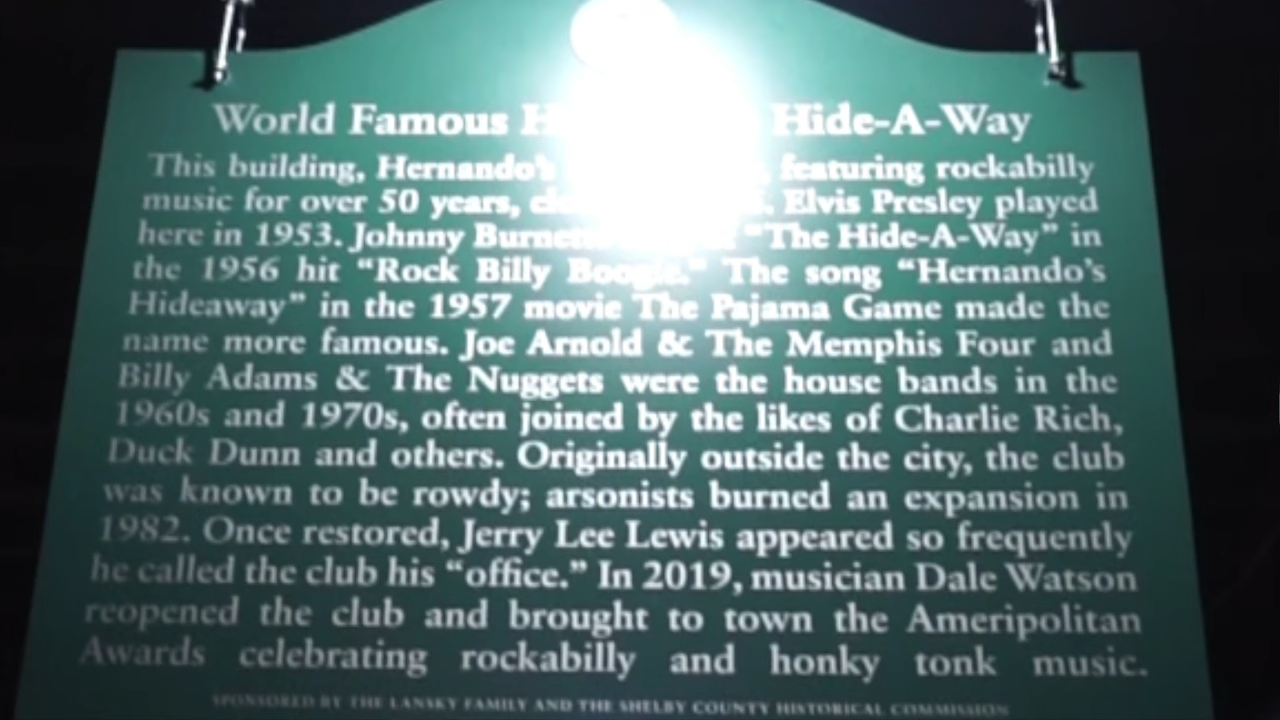 World Famous Hide-A-Way
This building, Hernando's featuring rockabilly
music for over 50 years, Elvis Presley played
here in 1953. Johnny Burnette "The Hide-A-Way" in
the 1956 hit "Rock Billy Boogie." The song "Hernando's
Hideaway" in the 1957 movie The Pajama Game made the
name more famous. Joe Arnold & The Memphis Four and
Billy Adams & The Nuggets were the house bands in the
1960s and 1970s, often joined by the likes of Charlie Rich,
Duck Dunn and others. Originally outside the city, the club
was known to be rowdy; arsonists burned an expansion in
1982. Once restored, Jerry Lee Lewis appeared so frequently
he called the club his "office." In 2019, musician Dale Watson
reopened the club and brought to town the Ameripolitan
Awards celebrating rockabilly and honky tonk music.
SPONSORED BY THE LANSKY FAMILY AND THE SHELBY COUNTY HISTORICAL COMMISSION